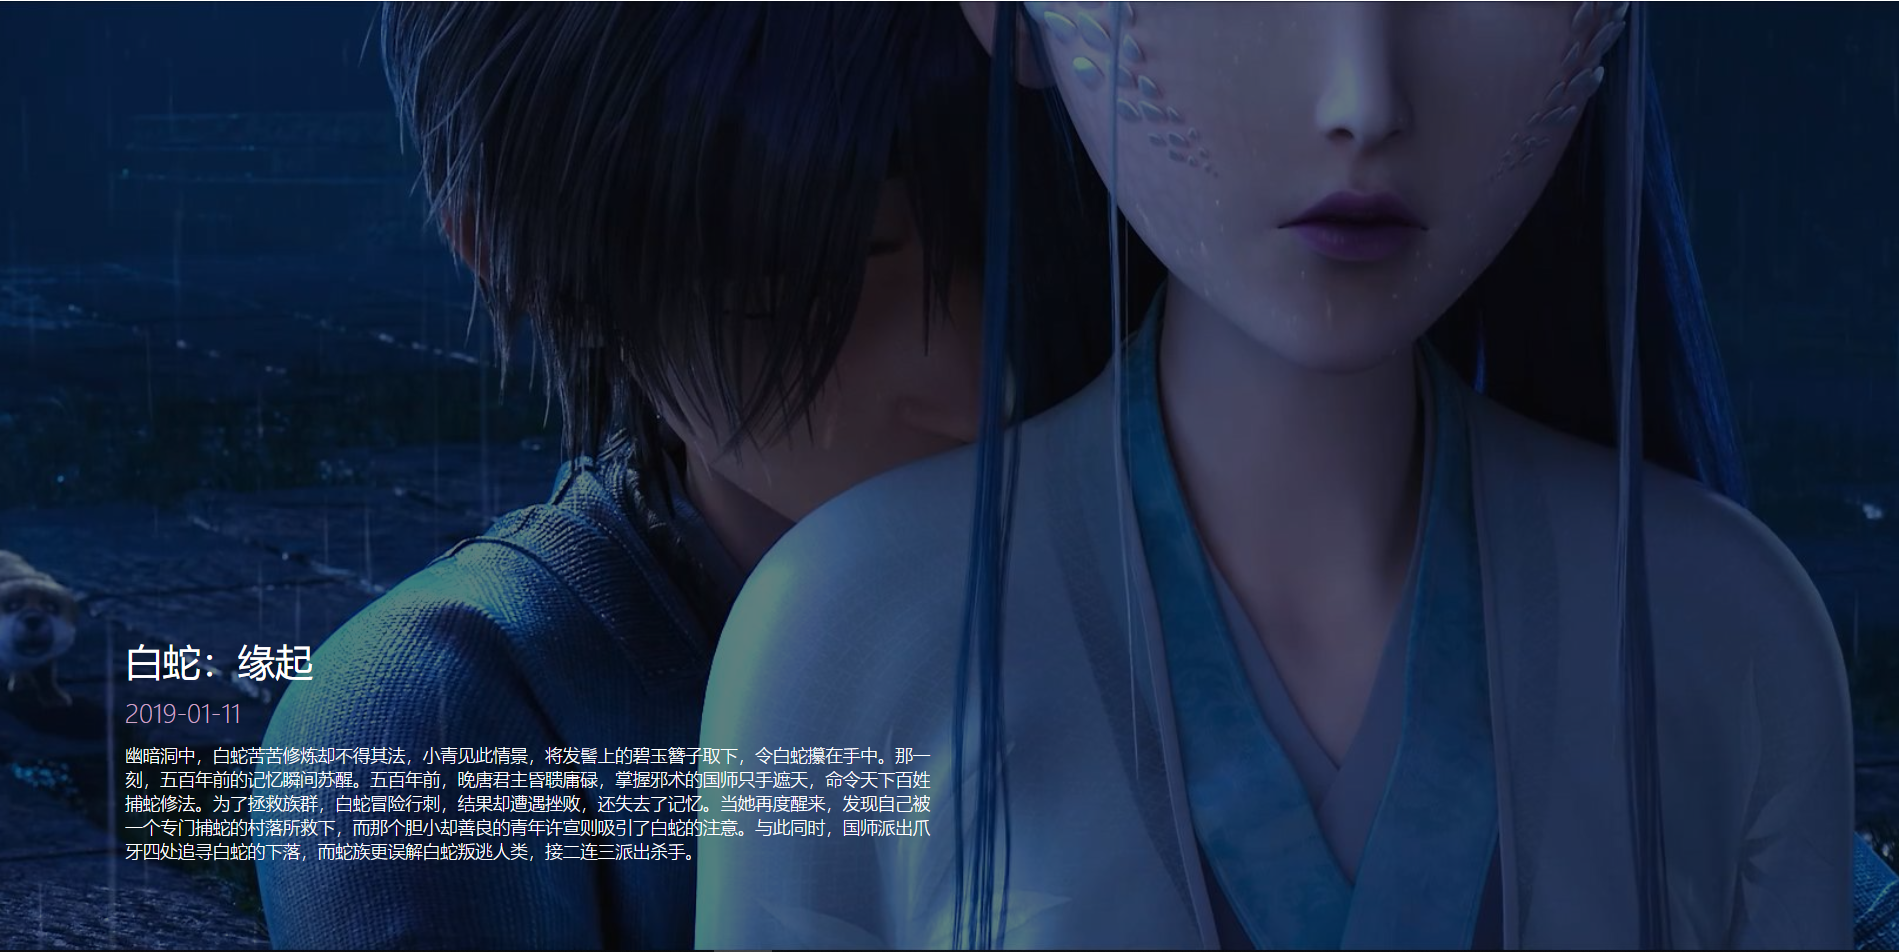 白蛇：缘起
2019-01-11
幽暗洞中，白蛇苦苦修炼却不得其法，小青见此情景，将发髻上的碧玉簪子取下，令白蛇攥在手中。那一
刻，五百年前的记忆瞬间苏醒。五百年前，晚唐君主昏聩庸碌，掌握邪术的国师只手遮天，命令天下百姓
捕蛇修法。为了拯救族群，白蛇冒险行刺，结果却遭遇挫败，还失去了记忆。当她再度醒来，发现自己被
一个专门捕蛇的村落所救下，而那个胆小却善良的青年许宣则吸引了白蛇的注意。与此同时，国师派出爪
牙四处追寻白蛇的下落，而蛇族更误解白蛇叛逃人类，接二连三派出杀手。